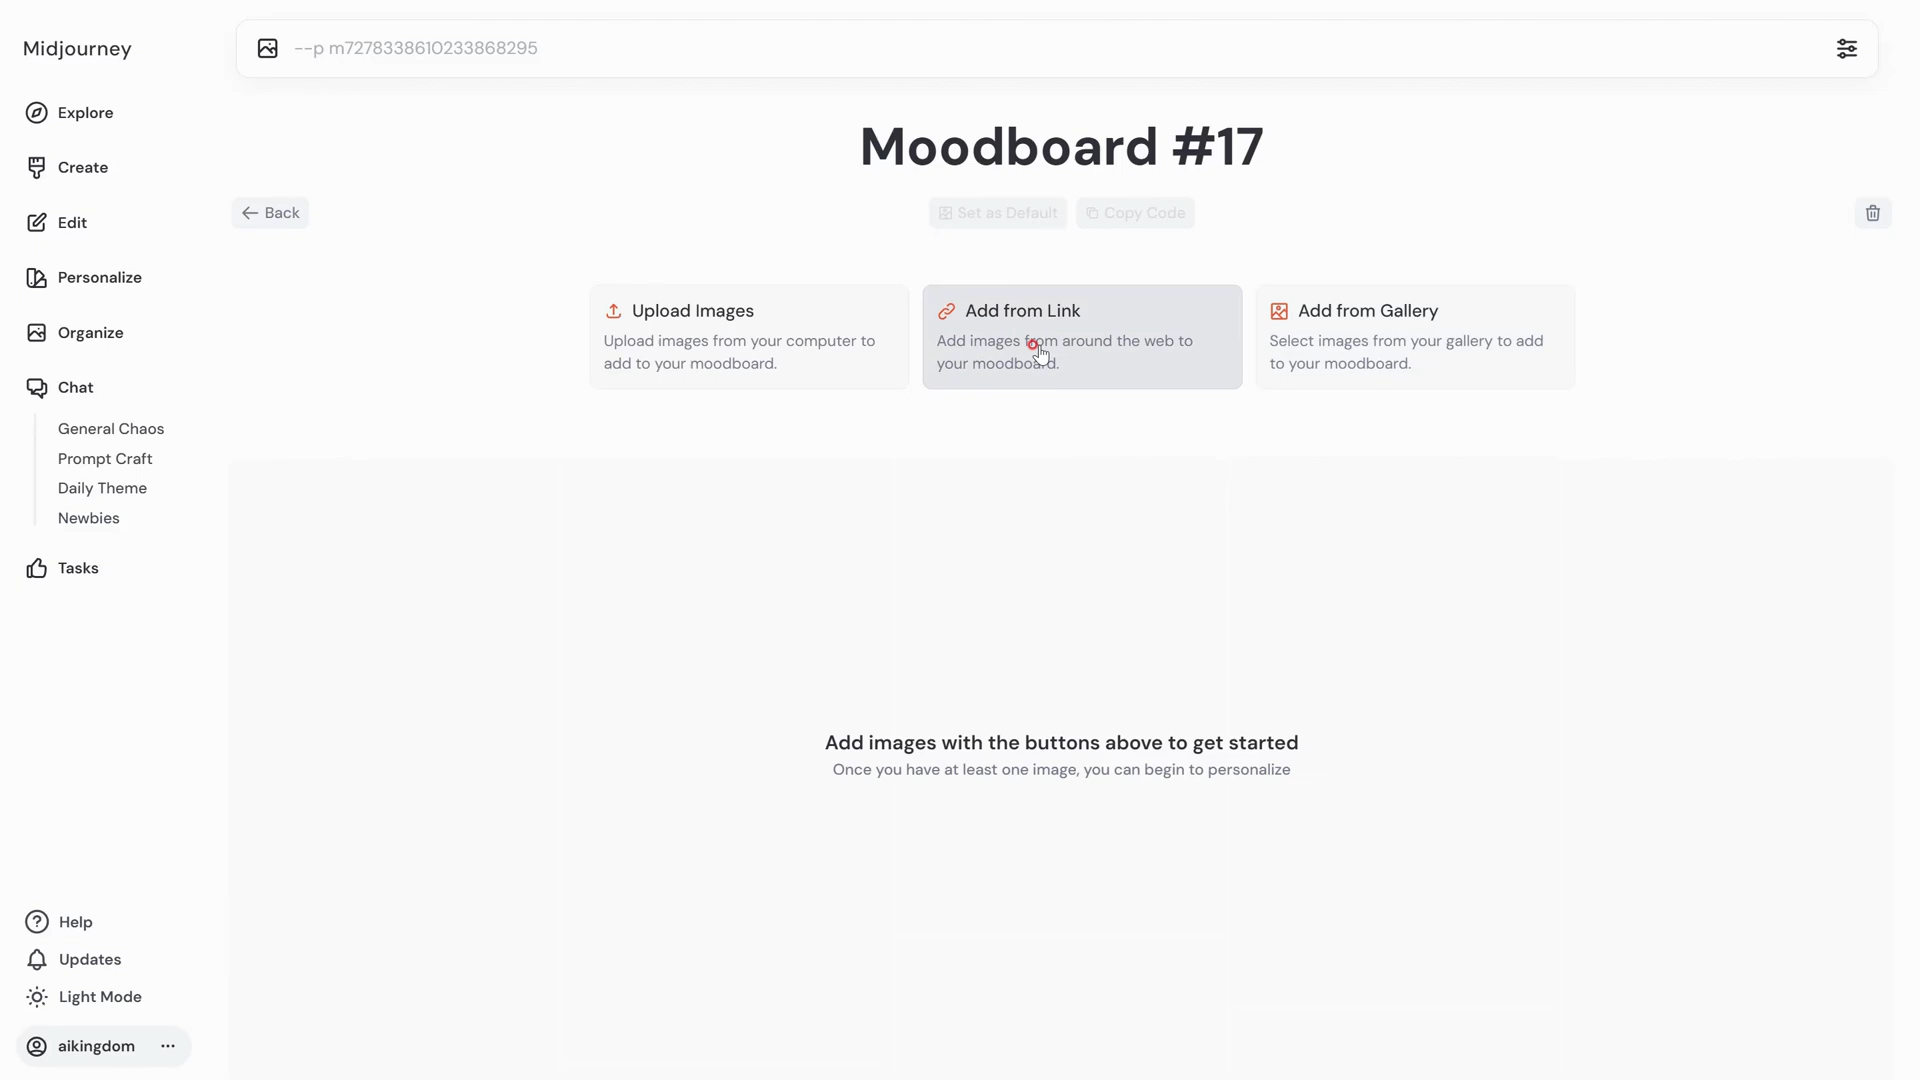 Midjourney
--p m7278338610233868295
Explore
Create
Edit
Personalize
Organize
Chat
General Chaos
Prompt Craft
Daily Theme
Newbies
Tasks
Help
Updates
Light Mode
aikingdom
Moodboard #17
Back
Set as Default
Copy Code
Upload Images
Upload images from your computer to
add to your moodboard.
Add from Link
Add images from around the web to
your moodboard.
Add from Gallery
Select images from your gallery to add
to your moodboard.
Add images with the buttons above to get started
Once you have at least one image, you can begin to personalize